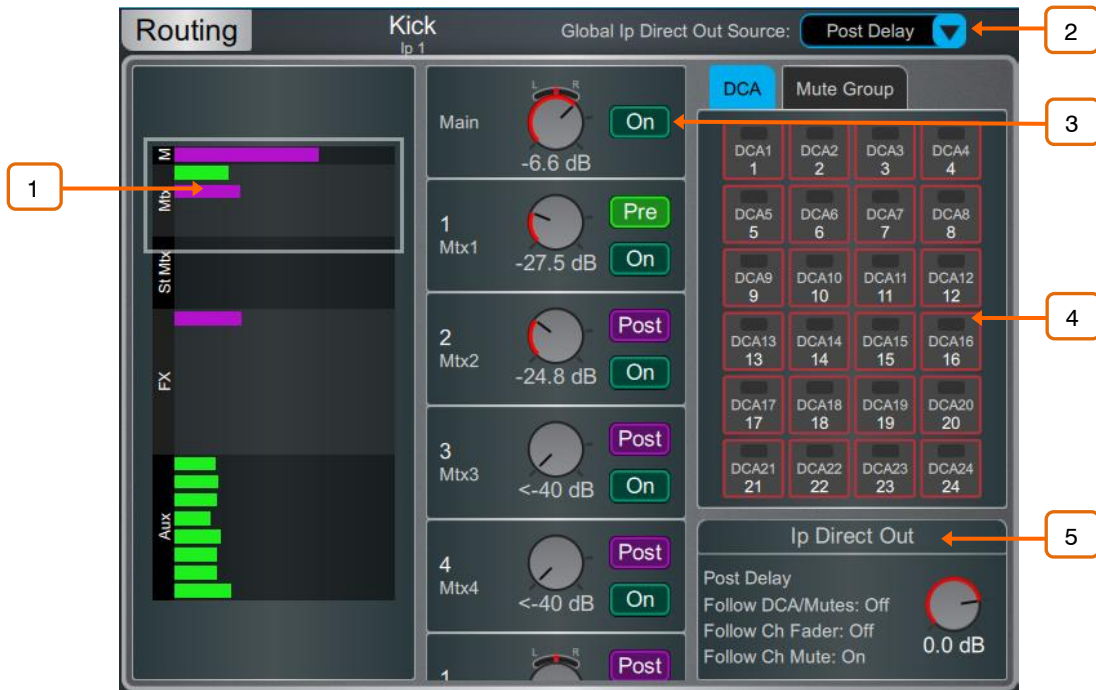 Routing
Kick
Ip 1
Global Ip Direct Out Source:
Post Delay
2
DCA
Mute Group
L R
Main
On
-6.6 dB
3
M
Mtx
St Mtx
FX
Aux
1
1
Mtx1
Pre
On
-27.5 dB
2
Mtx2
Post
On
-24.8 dB
3
Mtx3
Post
On
<-40 dB
4
Mtx4
Post
On
<-40 dB
1
L R
Post
DCA1 DCA2 DCA3 DCA4
1 2 3 4
DCA5 DCA6 DCA7 DCA8
5 6 7 8
DCA9 DCA10 DCA11 DCA12
9 10 11 12
DCA13 DCA14 DCA15 DCA16
13 14 15 16
DCA17 DCA18 DCA19 DCA20
17 18 19 20
DCA21 DCA22 DCA23 DCA24
21 22 23 24
4
Ip Direct Out
5
Post Delay
Follow DCA/Mutes: Off
Follow Ch Fader: Off
Follow Ch Mute: On
0.0 dB